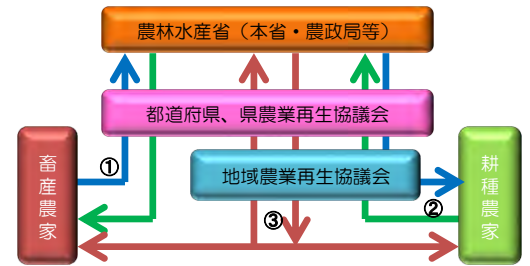 農林水産省（本省・農政局等）
都道府県、県農業再生協議会
地域農業再生協議会
畜産農家
耕種農家
①
②
③